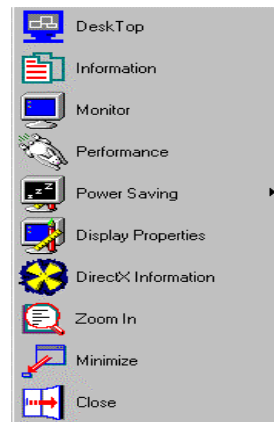 DeskTop
Information
Monitor
Performance
Power Saving
Display Properties
DirectX Information
Zoom In
Minimize
Close